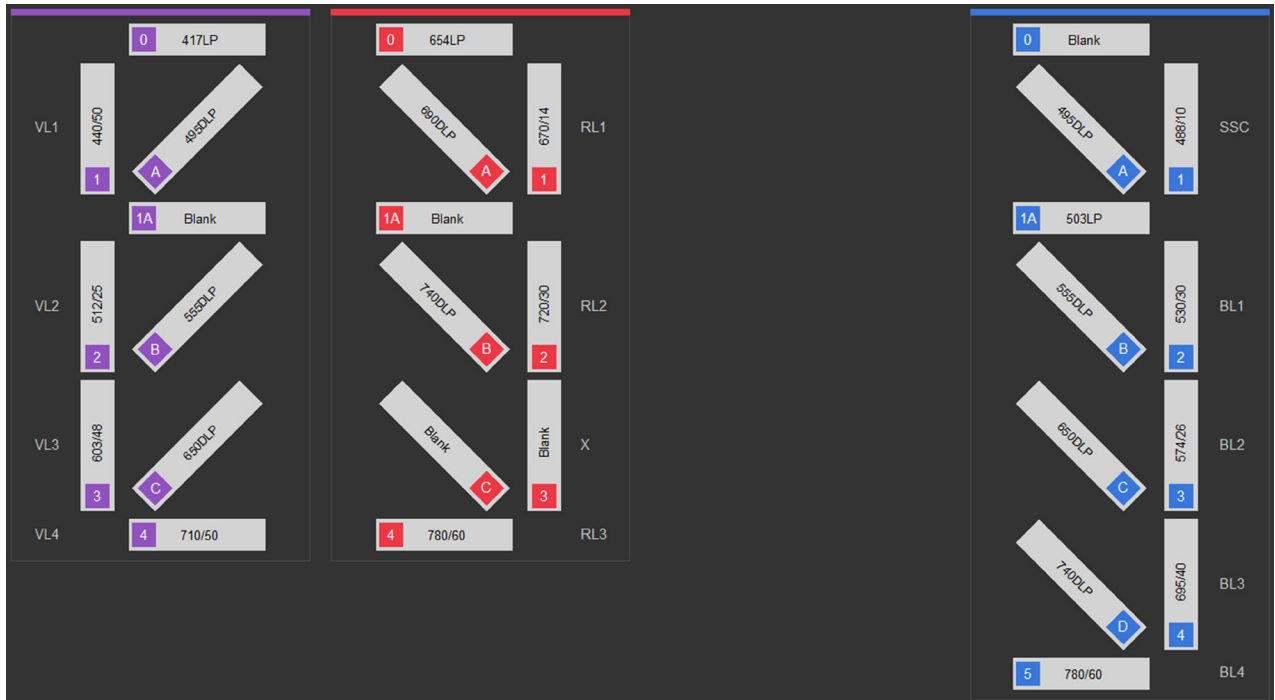 0 417LP
VL1 440/50 1 495DLP A
1A Blank
VL2 512/25 2 555DLP B
VL3 603/48 3 650DLP C
VL4 4 710/50
0 654LP
690DLP A 670/14 1 RL1
1A Blank
740DLP B 720/30 2 RL2
Blank C Blank 3 X
4 780/60 RL3
0 Blank
495DLP A 488/10 1 SSC
1A 503LP
555DLP B 530/30 2 BL1
650DLP C 574/26 3 BL2
740DLP D 695/40 4 BL3
5 780/60 BL4